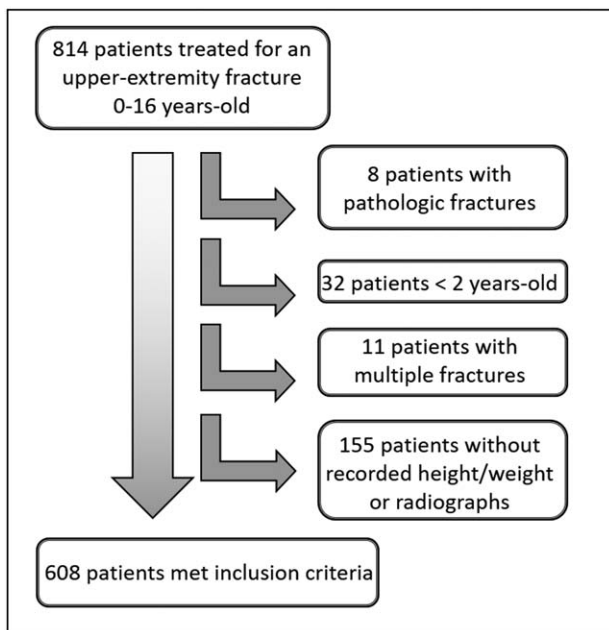 814 patients treated for an
upper-extremity fracture
0-16 years-old
8 patients with
pathologic fractures
32 patients < 2 years-old
11 patients with
multiple fractures
155 patients without
recorded height/weight
or radiographs
608 patients met inclusion criteria